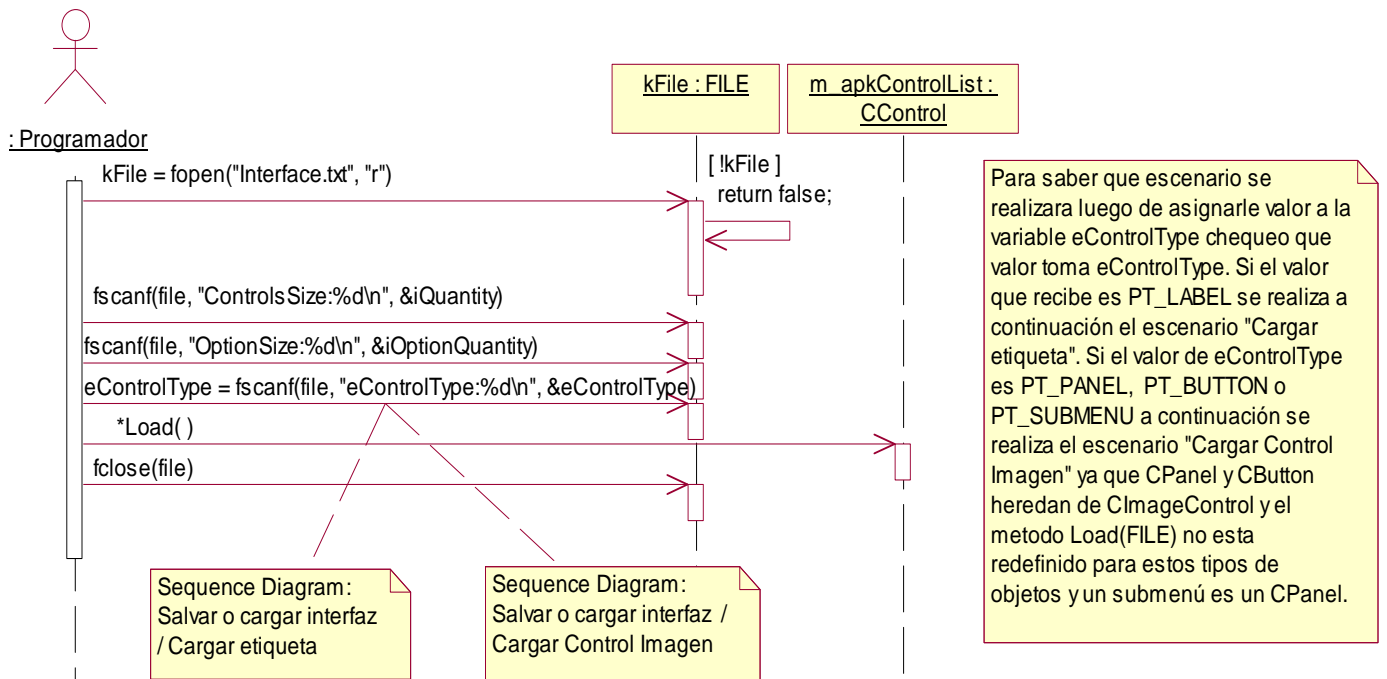 : Programador
kFile : FILE
m_apkControlList :
CControl
kFile = fopen("Interface.txt", "r")
[ !kFile ]
return false;
fscanf(file, "ControlsSize:%d\n", &iQuantity)
fscanf(file, "OptionSize:%d\n", &iOptionQuantity)
eControlType = fscanf(file, "eControlType:%d\n", &eControlType)
*Load( )
fclose(file)
Sequence Diagram:
Salvar o cargar interfaz
/ Cargar etiqueta
Sequence Diagram:
Salvar o cargar interfaz /
Cargar Control Imagen
Para saber que escenario se
realizara luego de asignarle valor a la
variable eControlType chequeo que
valor toma eControlType. Si el valor
que recibe es PT_LABEL se realiza a
continuación el escenario "Cargar
etiqueta". Si el valor de eControlType
es PT_PANEL, PT_BUTTON o
PT_SUBMENU a continuación se
realiza el escenario "Cargar Control
Imagen" ya que CPanel y CButton
heredan de CImageControl y el
metodo Load(FILE) no esta
redefinido para estos tipos de
objetos y un submenú es un CPanel.